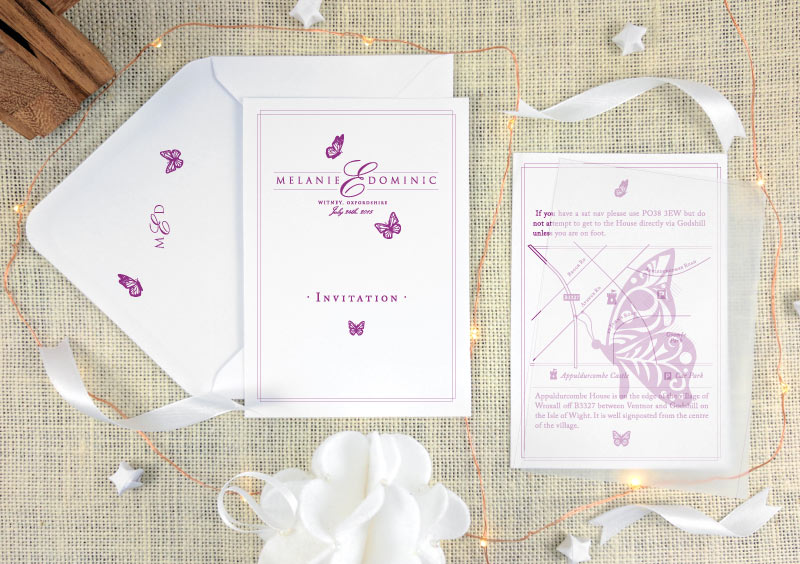 M E D
MELANIE & DOMINIC
WITNEY, OXFORDSHIRE
July 24th, 2015
· INVITATION ·
If you have a sat nav please use PO38 3EW but do
not attempt to get to the House directly via Godshill
unless you are on foot.
B3327
P
Appuldurcombe Castle P Car Park
Appuldurcombe House is on the edge of the village of
Wroxall off B3327 between Ventnor and Godshill on
the Isle of Wight. It is well signposted from the centre
of the village.